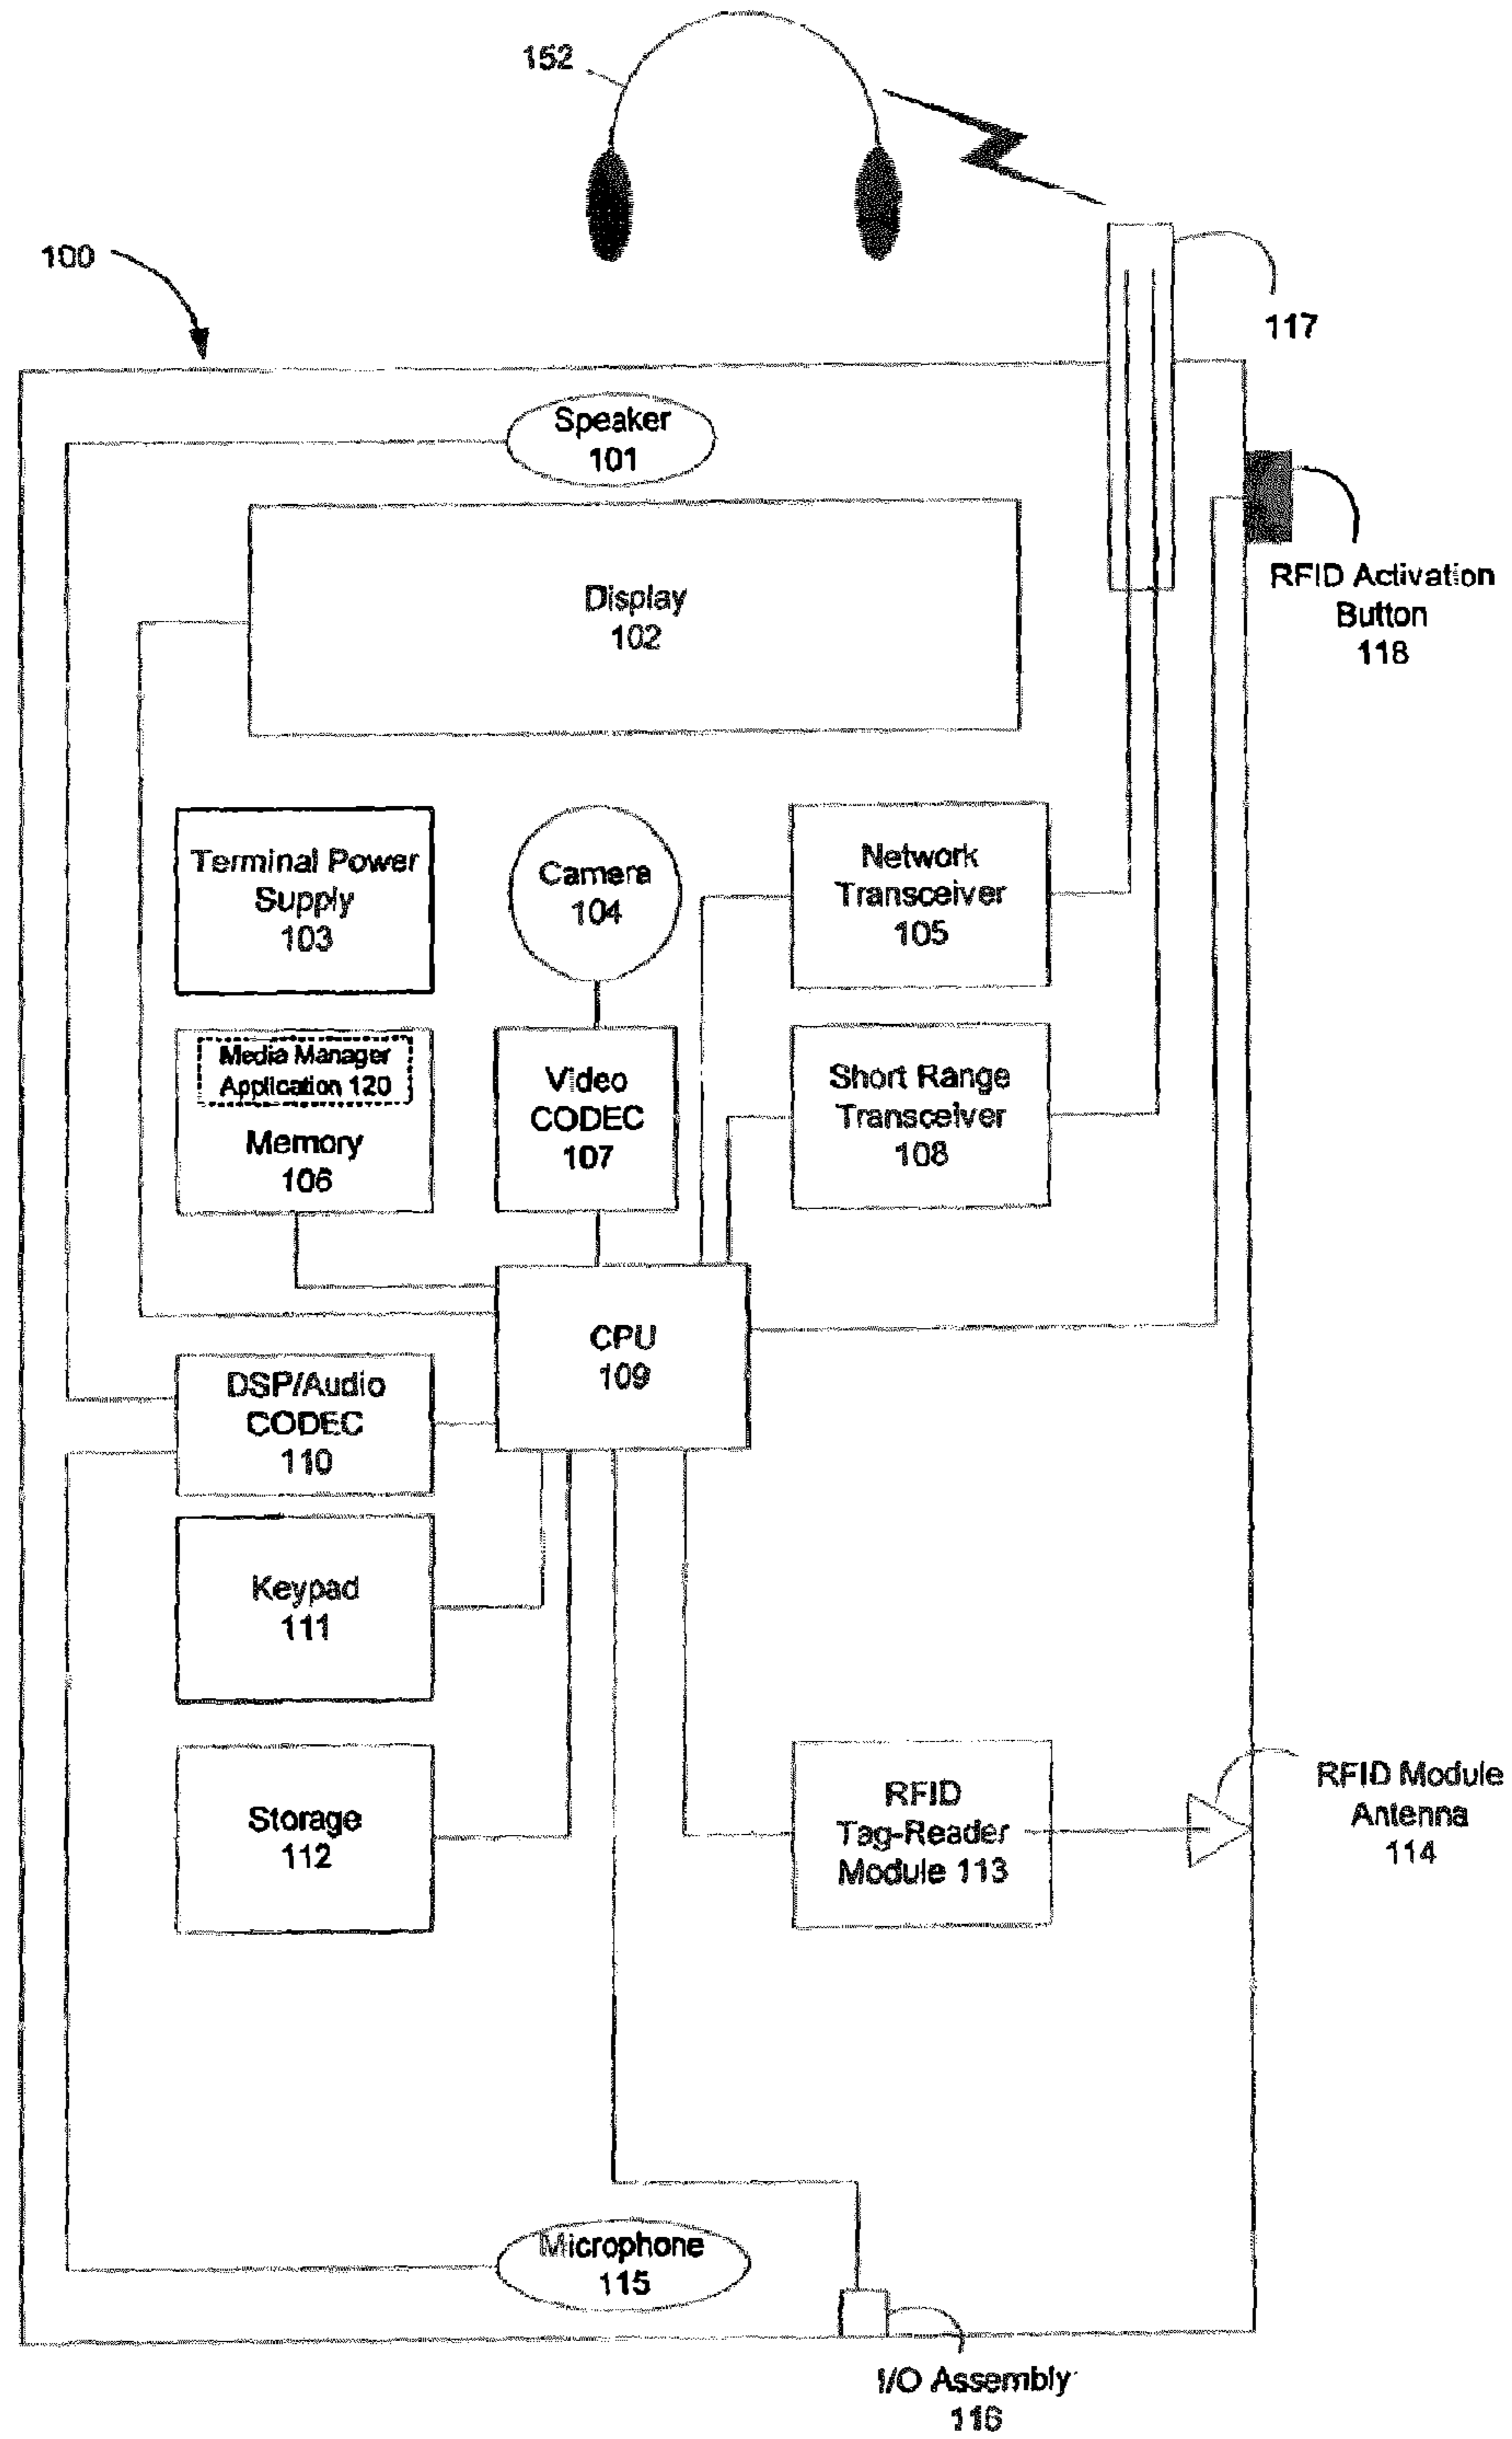 152
100
117
Speaker
101
RFID Activation
Button
118
Display
102
Terminal Power
Supply
103
Camera
104
Network
Transceiver
105
Media Manager
Application 120
Memory
106
Video
CODEC
107
Short Range
Transceiver
108
CPU
109
DSP/Audio
CODEC
110
Keypad
111
Storage
112
RFID
Tag-Reader
Module 113
RFID Module
Antenna
114
Microphone
115
I/O Assembly
116